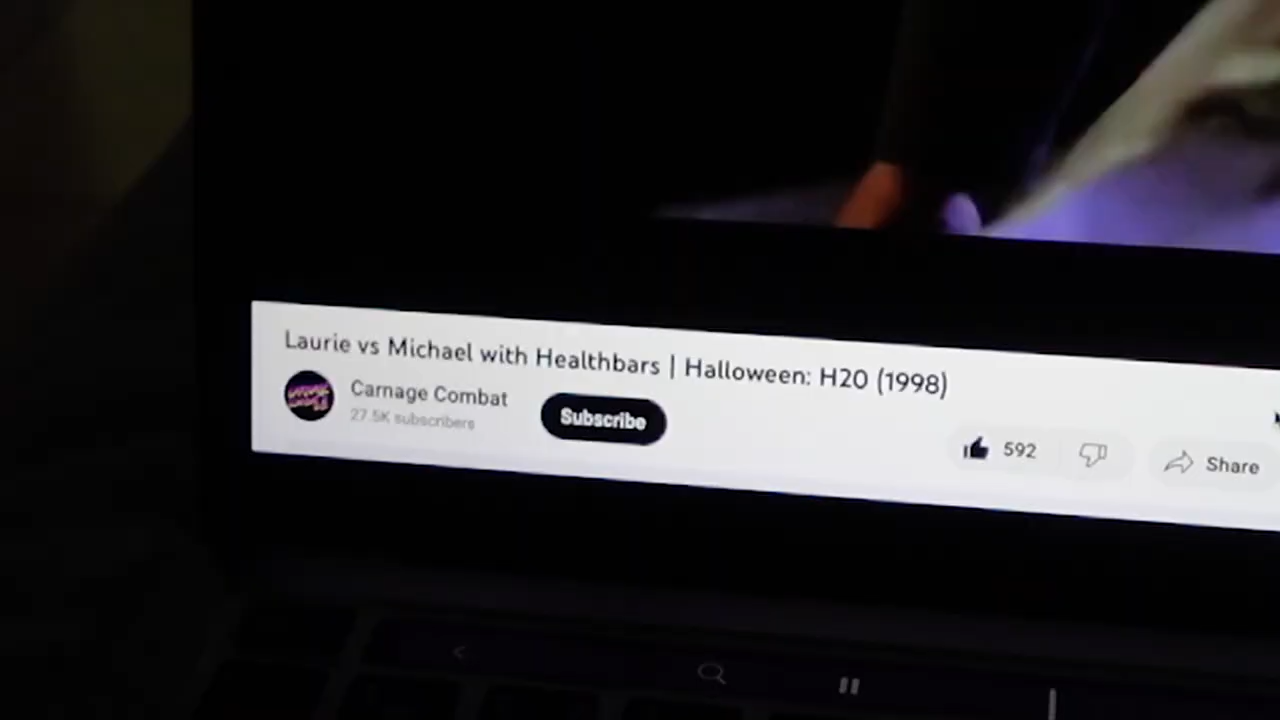 Laurie vs Michael with Healthbars | Halloween: H20 (1998)
Carnage Combat
27.5K subscribers
Subscribe
592
Share